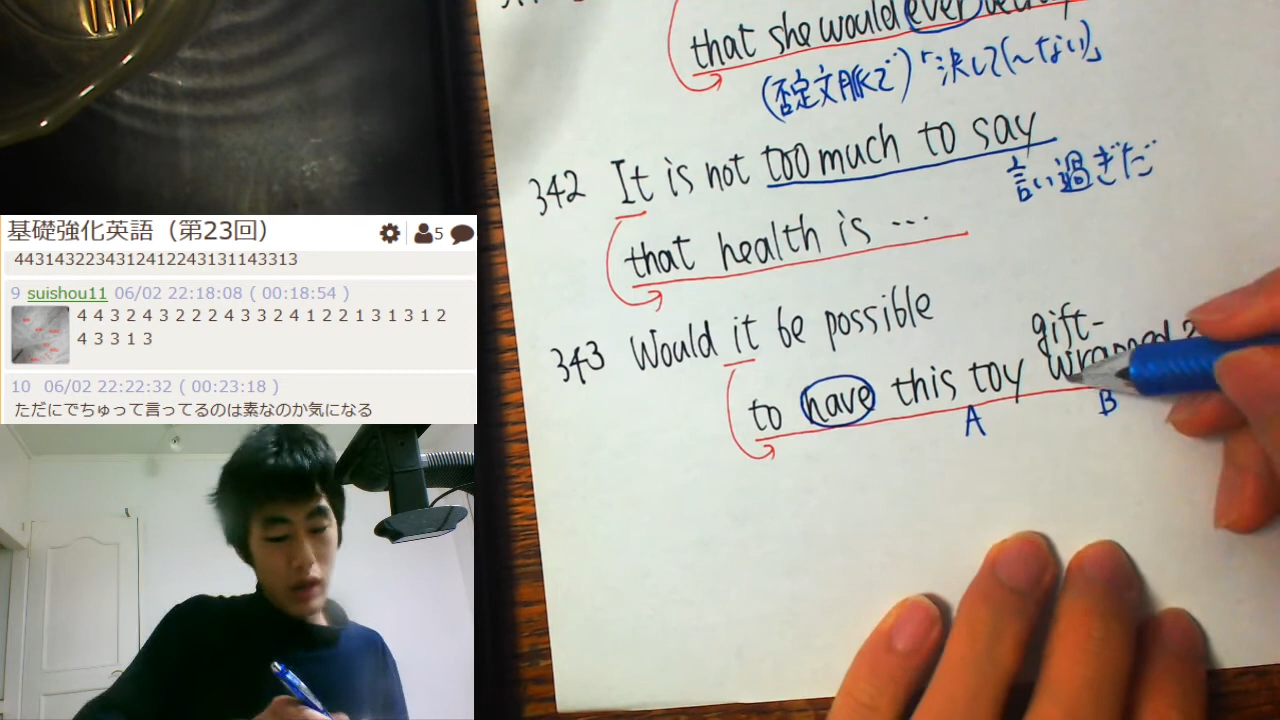 基礎強化英語（第23回）
5
44314322343124122431311433​13
9 suishou11 06/02 22:18:08 ( 00:18:54 )
4 4 3 2 4 3 2 2 2 4 3 3 2 4 1 2 2 1 3 1 3 1 2
4 3 3 1 3
10 06/02 22:22:32 ( 00:23:18 )
ただにでちゅって言ってるのは素なのか気になる
that she would ever
(否定文脈で)「決して(〜ない)」
342 It is not too much to say
言い過ぎだ
that health is ...
343 Would it be possible
gift-
to have this toy
A B